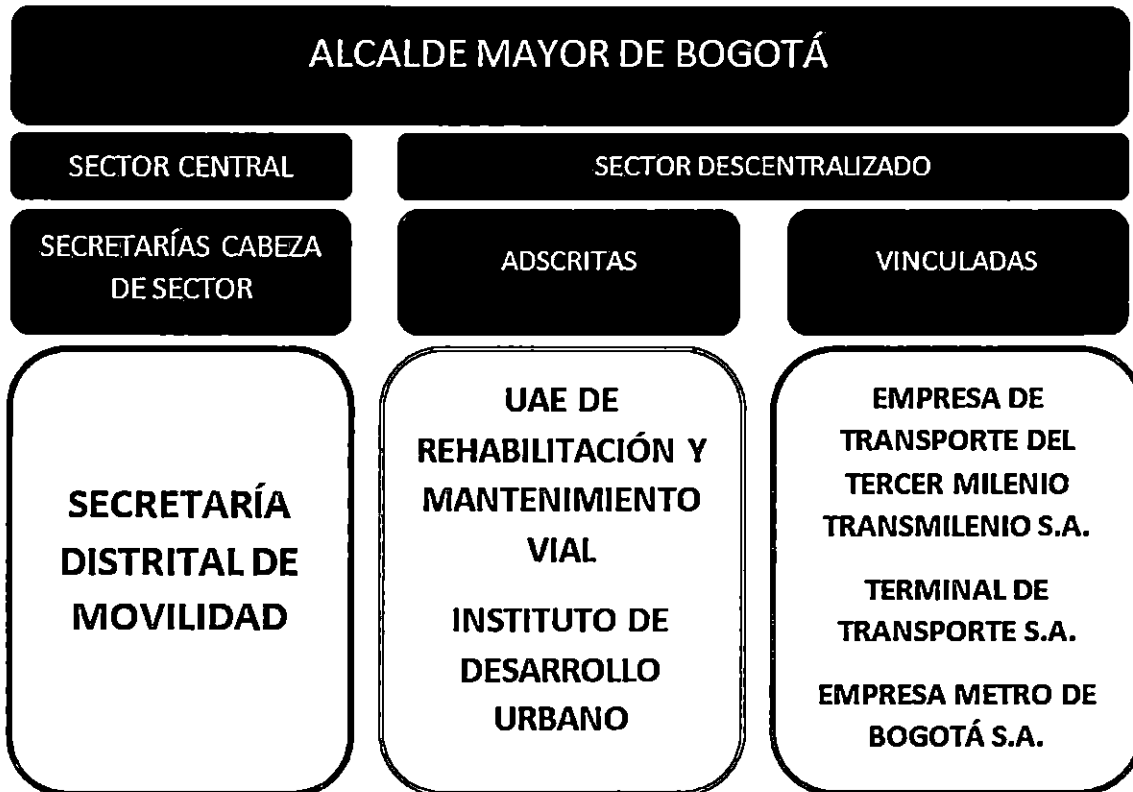 ALCALDE MAYOR DE BOGOTÁ
SECTOR CENTRAL
SECTOR DESCENTRALIZADO
SECRETARÍAS CABEZA
DE SECTOR
ADSCRITAS
VINCULADAS
SECRETARÍA
DISTRITAL DE
MOVILIDAD
UAE DE
REHABILITACIÓN Y
MANTENIMIENTO
VIAL
INSTITUTO DE
DESARROLLO
URBANO
EMPRESA DE
TRANSPORTE DEL
TERCER MILENIO
TRANSMILENIO S.A.
TERMINAL DE
TRANSPORTE S.A.
EMPRESA METRO DE
BOGOTÁ S.A.